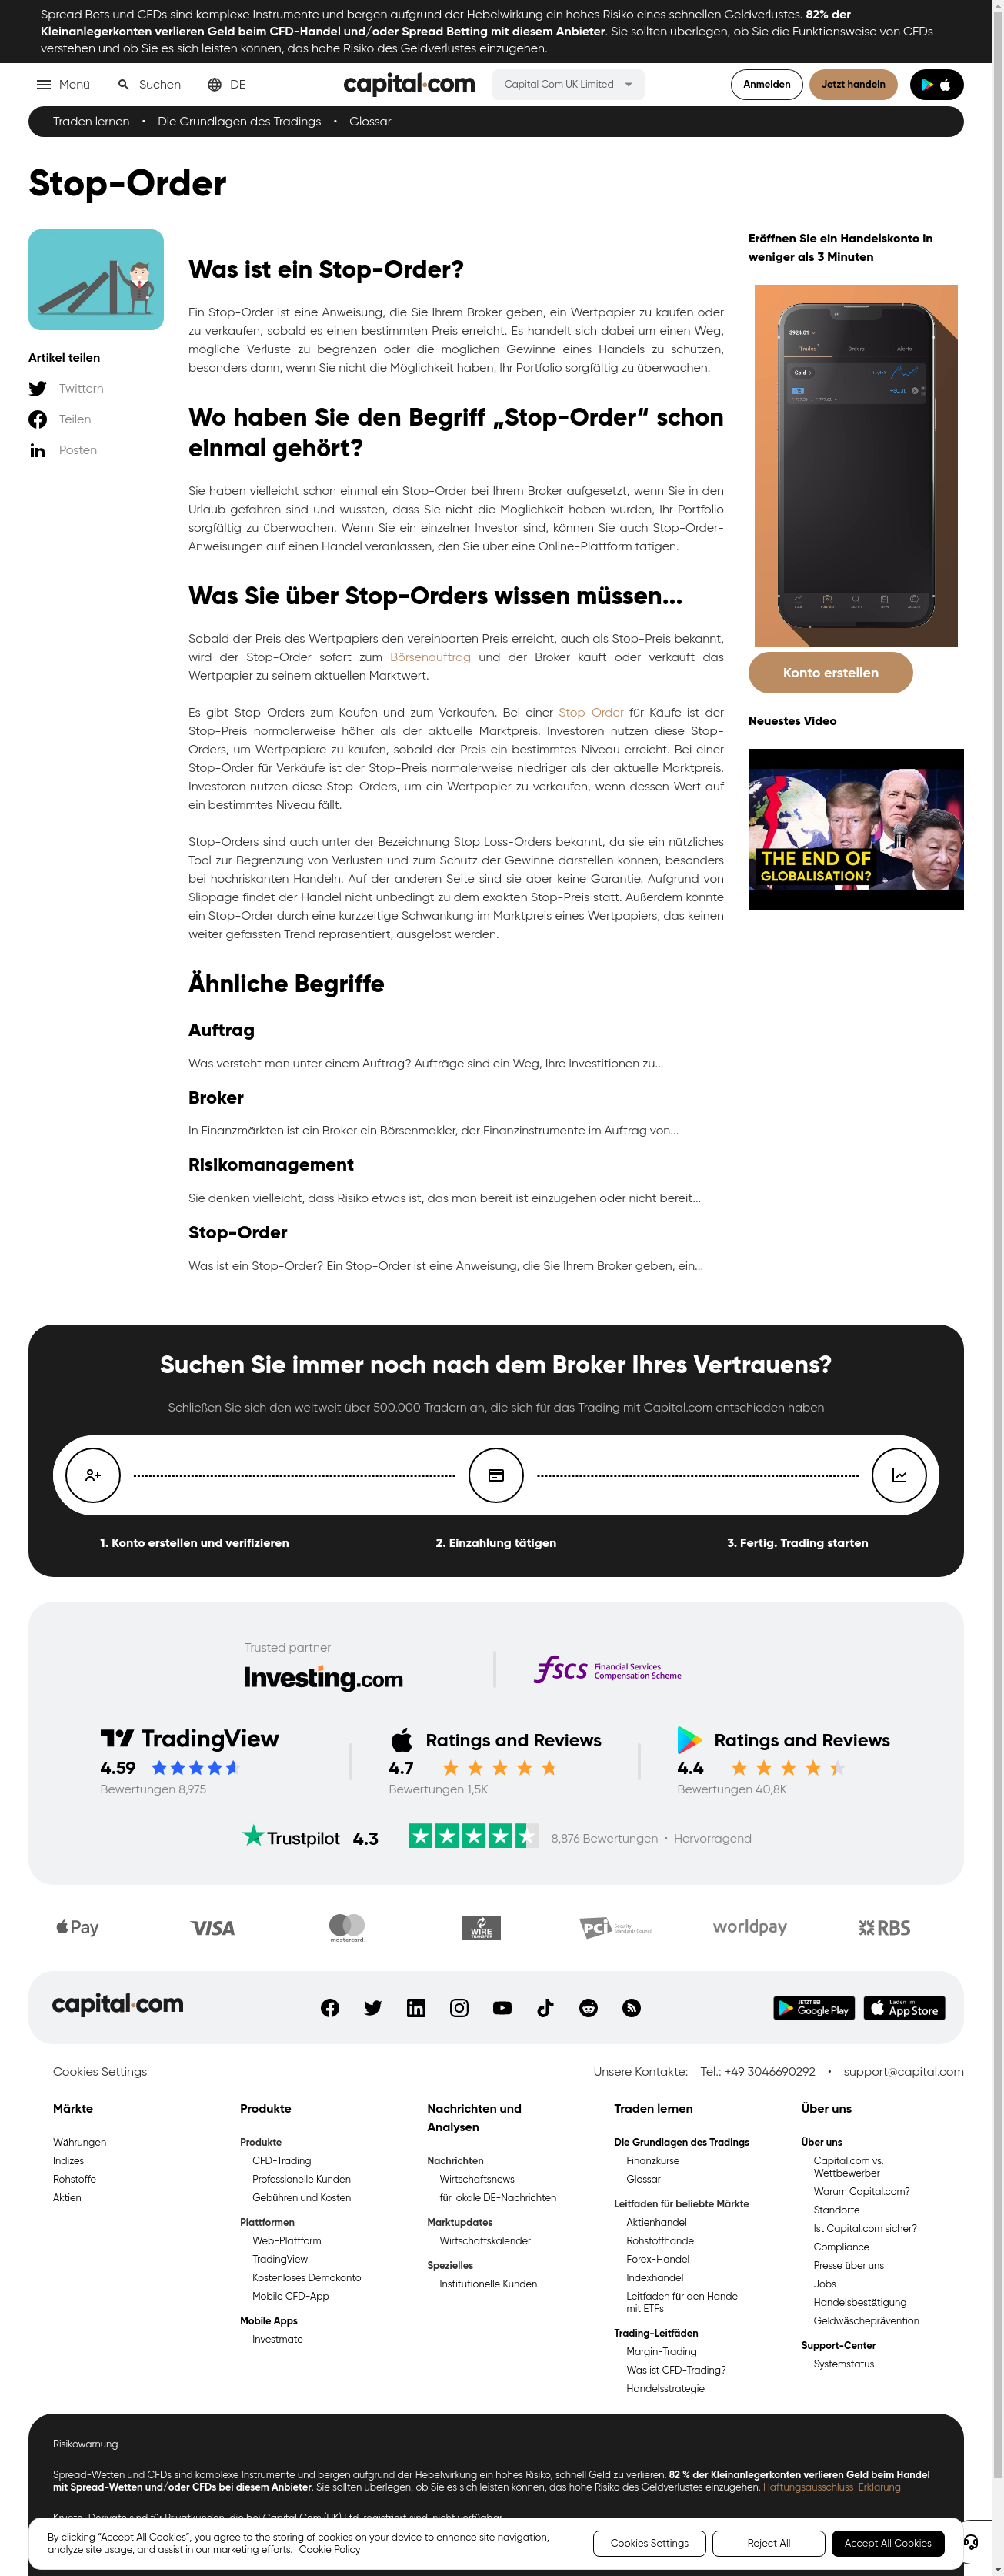 Spread Bets und CFDs sind komplexe Instrumente und bergen aufgrund der Hebelwirkung ein hohes Risiko eines schnellen Geldverlustes. 82% der
Kleinanlegerkonten verlieren Geld beim CFD-Handel und/oder Spread Betting mit diesem Anbieter. Sie sollten überlegen, ob Sie die Funktionsweise von CFDs
verstehen und ob Sie es sich leisten können, das hohe Risiko des Geldverlustes einzugehen.
Menü Suchen DE capital.com Capital Com UK Limited Anmelden Jetzt handeln
Traden lernen • Die Grundlagen des Tradings • Glossar
Stop-Order
Artikel teilen
Twittern
Teilen
Posten
Was ist ein Stop-Order?
Ein Stop-Order ist eine Anweisung, die Sie Ihrem Broker geben, ein Wertpapier zu kaufen oder
zu verkaufen, sobald es einen bestimmten Preis erreicht. Es handelt sich dabei um einen Weg,
mögliche Verluste zu begrenzen oder die möglichen Gewinne eines Handels zu schützen,
besonders dann, wenn Sie nicht die Möglichkeit haben, Ihr Portfolio sorgfältig zu überwachen.
Wo haben Sie den Begriff „Stop-Order“ schon
einmal gehört?
Sie haben vielleicht schon einmal ein Stop-Order bei Ihrem Broker aufgesetzt, wenn Sie in den
Urlaub gefahren sind und wussten, dass Sie nicht die Möglichkeit haben würden, Ihr Portfolio
sorgfältig zu überwachen. Wenn Sie ein einzelner Investor sind, können Sie auch Stop-Order-
Anweisungen auf einen Handel veranlassen, den Sie über eine Online-Plattform tätigen.
Was Sie über Stop-Orders wissen müssen...
Sobald der Preis des Wertpapiers den vereinbarten Preis erreicht, auch als Stop-Preis bekannt,
wird der Stop-Order sofort zum Börsenauftrag und der Broker kauft oder verkauft das
Wertpapier zu seinem aktuellen Marktwert.
Es gibt Stop-Orders zum Kaufen und zum Verkaufen. Bei einer Stop-Order für Käufe ist der
Stop-Preis normalerweise höher als der aktuelle Marktpreis. Investoren nutzen diese Stop-
Orders, um Wertpapiere zu kaufen, sobald der Preis ein bestimmtes Niveau erreicht. Bei einer
Stop-Order für Verkäufe ist der Stop-Preis normalerweise niedriger als der aktuelle Marktpreis.
Investoren nutzen diese Stop-Orders, um ein Wertpapier zu verkaufen, wenn dessen Wert auf
ein bestimmtes Niveau fällt.
Stop-Orders sind auch unter der Bezeichnung Stop Loss-Orders bekannt, da sie ein nützliches
Tool zur Begrenzung von Verlusten und zum Schutz der Gewinne darstellen können, besonders
bei hochriskanten Handeln. Auf der anderen Seite sind sie aber keine Garantie. Aufgrund von
Slippage findet der Handel nicht unbedingt zu dem exakten Stop-Preis statt. Außerdem könnte
ein Stop-Order durch eine kurzzeitige Schwankung im Marktpreis eines Wertpapiers, das keinen
weiter gefassten Trend repräsentiert, ausgelöst werden.
Ähnliche Begriffe
Auftrag
Was versteht man unter einem Auftrag? Aufträge sind ein Weg, Ihre Investitionen zu...
Broker
In Finanzmärkten ist ein Broker ein Börsenmakler, der Finanzinstrumente im Auftrag von...
Risikomanagement
Sie denken vielleicht, dass Risiko etwas ist, das man bereit ist einzugehen oder nicht bereit...
Stop-Order
Was ist ein Stop-Order? Ein Stop-Order ist eine Anweisung, die Sie Ihrem Broker geben, ein...
Eröffnen Sie ein Handelskonto in
weniger als 3 Minuten
Traden Orders Alerts
Gold
Konto erstellen
Neuestes Video
THE END OF
GLOBALISATION?
Suchen Sie immer noch nach dem Broker Ihres Vertrauens?
Schließen Sie sich den weltweit über 500.000 Tradern an, die sich für das Trading mit Capital.com entschieden haben
1. Konto erstellen und verifizieren 2. Einzahlung tätigen 3. Fertig. Trading starten
Trusted partner
Investing.com fscs Financial Services
Compensation Scheme
TradingView Ratings and Reviews Ratings and Reviews
4.59 4.7 4.4
Bewertungen 8,975 Bewertungen 1,5K Bewertungen 40,8K
Trustpilot 4.3 8,876 Bewertungen • Hervorragend
Pay VISA mastercard WIRE TRANSFER PCI Security Standards Council worldpay RBS
capital.com JETZT BEI Google Play Laden im App Store
Cookies Settings Unsere Kontakte: Tel.: +49 3046690292 • support@capital.com
Märkte
Währungen
Indizes
Rohstoffe
Aktien
Produkte
Produkte
CFD-Trading
Professionelle Kunden
Gebühren und Kosten
Plattformen
Web-Plattform
TradingView
Kostenloses Demokonto
Mobile CFD-App
Mobile Apps
Investmate
Nachrichten und
Analysen
Nachrichten
Wirtschaftsnews
für lokale DE-Nachrichten
Marktupdates
Wirtschaftskalender
Spezielles
Institutionelle Kunden
Traden lernen
Die Grundlagen des Tradings
Finanzkurse
Glossar
Leitfaden für beliebte Märkte
Aktienhandel
Rohstoffhandel
Forex-Handel
Indexhandel
Leitfaden für den Handel
mit ETFs
Trading-Leitfäden
Margin-Trading
Was ist CFD-Trading?
Handelsstrategie
Über uns
Über uns
Capital.com vs.
Wettbewerber
Warum Capital.com?
Standorte
Ist Capital.com sicher?
Compliance
Presse über uns
Jobs
Handelsbestätigung
Geldwäscheprävention
Support-Center
Systemstatus
Risikowarnung
Spread-Wetten und CFDs sind komplexe Instrumente und bergen aufgrund der Hebelwirkung ein hohes Risiko, schnell Geld zu verlieren. 82 % der Kleinanlegerkonten verlieren Geld beim Handel
mit Spread-Wetten und/oder CFDs bei diesem Anbieter. Sie sollten überlegen, ob Sie es sich leisten können, das hohe Risiko des Geldverlustes einzugehen. Haftungsausschluss-Erklärung
Krypto-Derivate sind für Privatkunden, die bei Capital Com (UK) Ltd. registriert sind, nicht verfügbar.
By clicking “Accept All Cookies”, you agree to the storing of cookies on your device to enhance site navigation,
analyze site usage, and assist in our marketing efforts. Cookie Policy
Cookies Settings Reject All Accept All Cookies